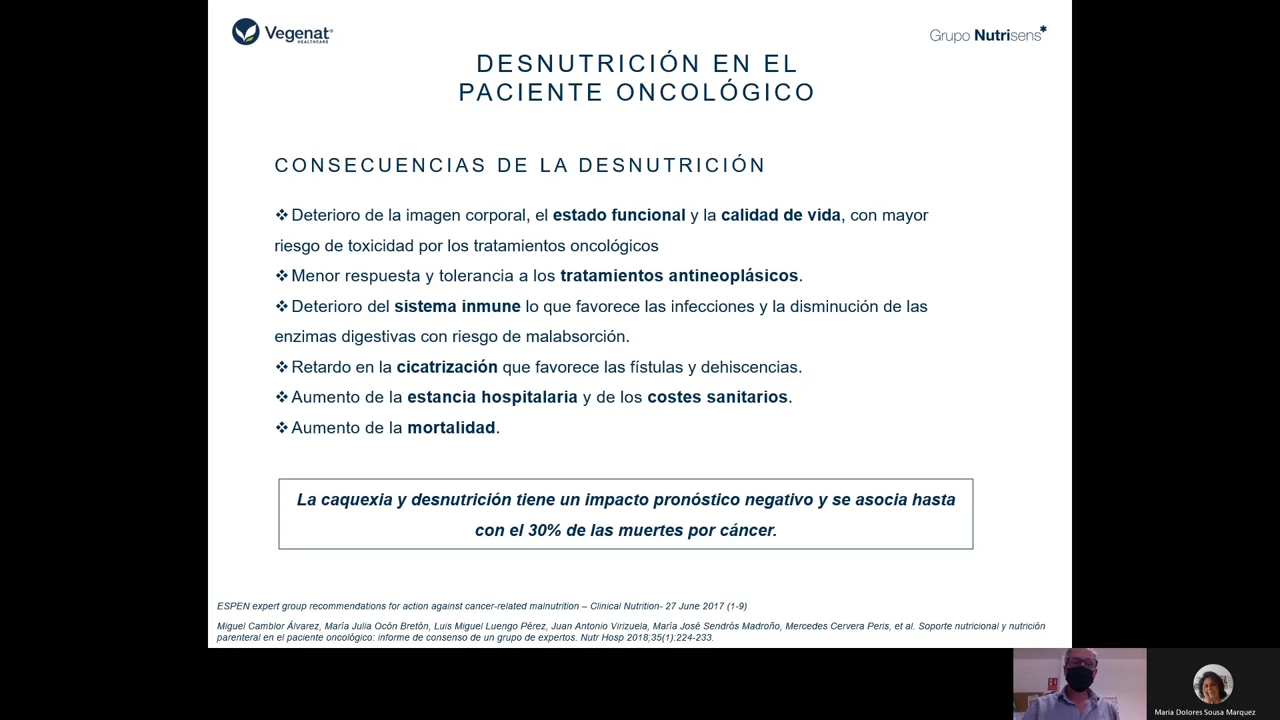 Vegenat®
HEALTHCARE
Grupo Nutrisens*
DESNUTRICIÓN EN EL
PACIENTE ONCOLÓGICO
CONSECUENCIAS DE LA DESNUTRICIÓN
❖Deterioro de la imagen corporal, el estado funcional y la calidad de vida, con mayor
riesgo de toxicidad por los tratamientos oncológicos
❖Menor respuesta y tolerancia a los tratamientos antineoplásicos.
❖Deterioro del sistema inmune lo que favorece las infecciones y la disminución de las
enzimas digestivas con riesgo de malabsorción.
❖Retardo en la cicatrización que favorece las fístulas y dehiscencias.
❖Aumento de la estancia hospitalaria y de los costes sanitarios.
❖Aumento de la mortalidad.
La caquexia y desnutrición tiene un impacto pronóstico negativo y se asocia hasta
con el 30% de las muertes por cáncer.
ESPEN expert group recommendations for action against cancer-related malnutrition – Clinical Nutrition- 27 June 2017 (1-9)
Miguel Camblor Álvarez, María Julia Ocón Bretón, Luis Miguel Luengo Pérez, Juan Antonio Virizuela, María José Sendrós Madroño, Mercedes Cervera Peris, et al. Soporte nutricional y nutrición
parenteral en el paciente oncológico: informe de consenso de un grupo de expertos. Nutr Hosp 2018;35(1):224-233.
Maria Dolores Sousa Marquez